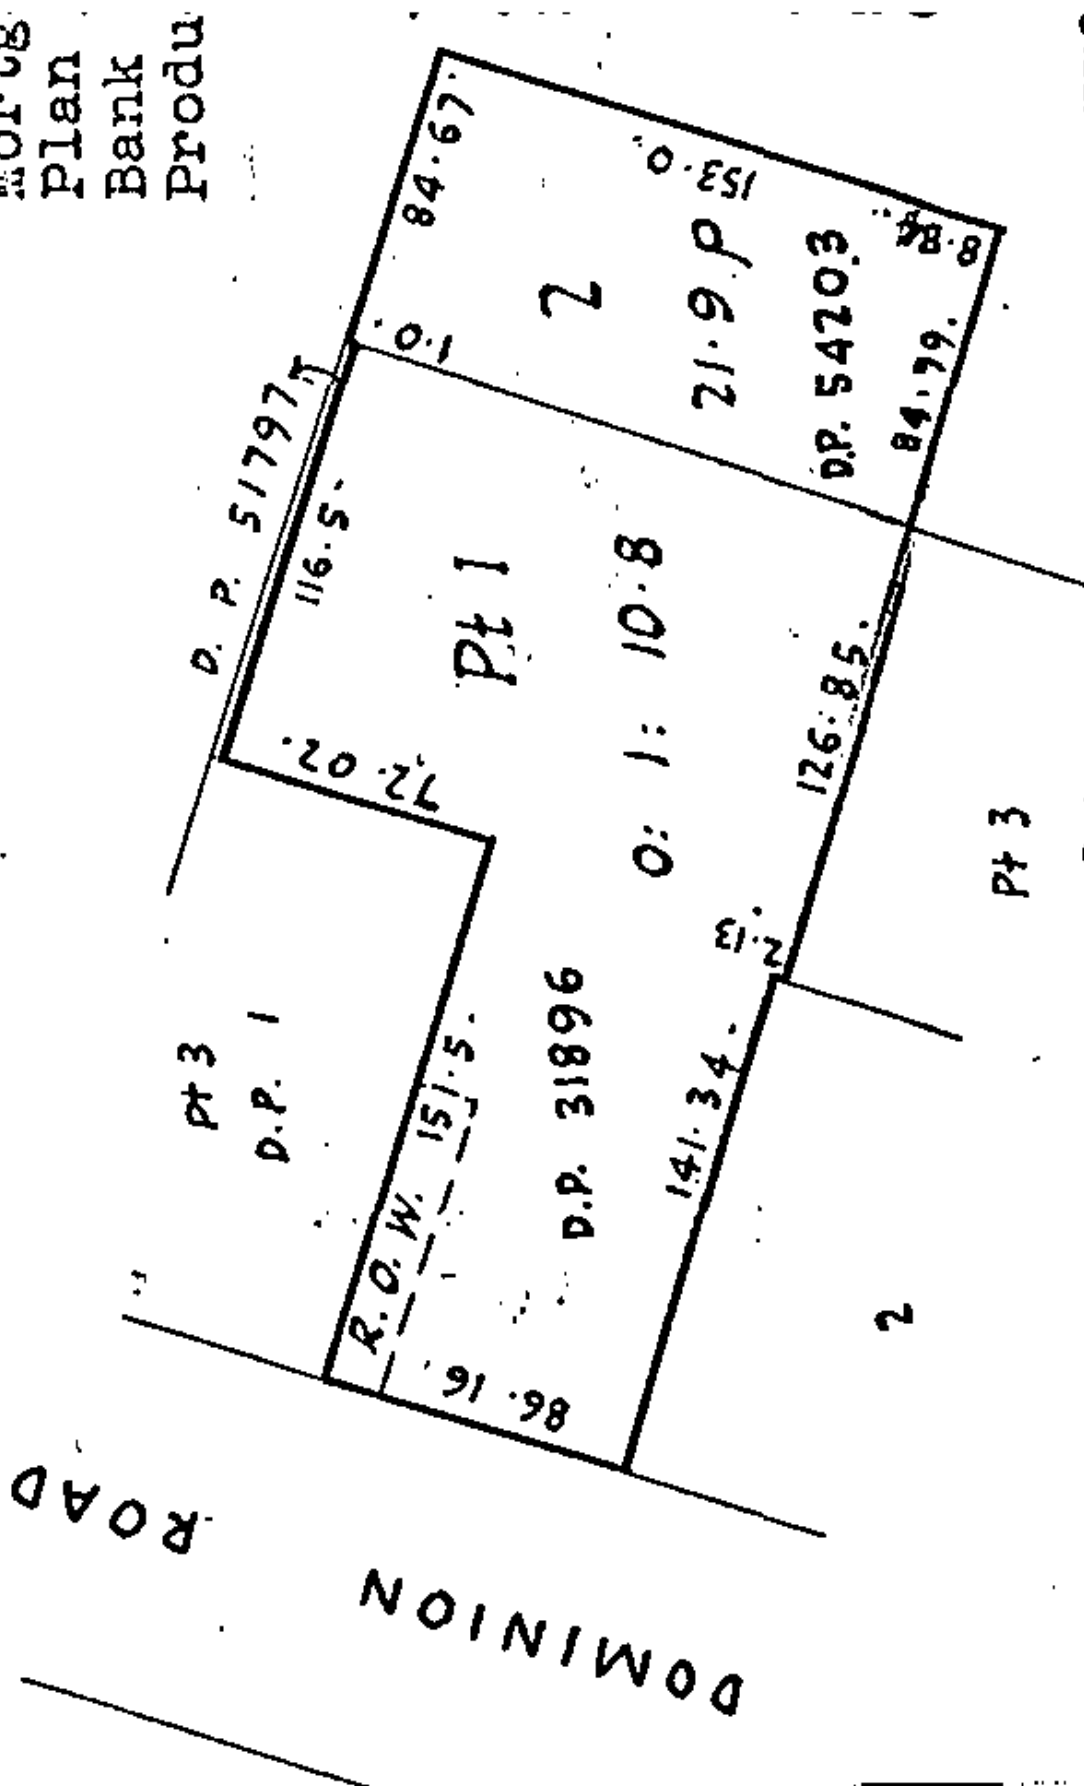 Plan
Bank
Produ
84.67.
153.0.
8.84
2
21.9.P
D.P. 54203
84.79.
1.0.
D. P. 51797
116.5.
Pt 1
0: 1: 10.8
72.02.
126.85.
Pt 3
2.13.
Pt 3
D.P. 1
R. O. W.
151.5.
D.P. 31896
141.34.
2
86.16.
DOMINION ROAD